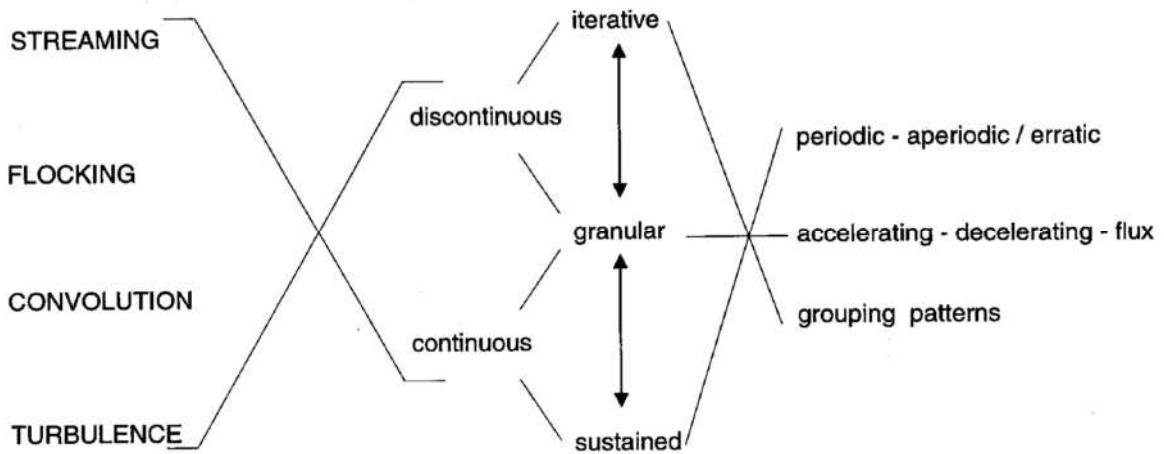 STREAMING
FLOCKING
CONVOLUTION
TURBULENCE
discontinuous
continuous
iterative
granular
sustained
periodic - aperiodic / erratic
accelerating - decelerating - flux
grouping patterns